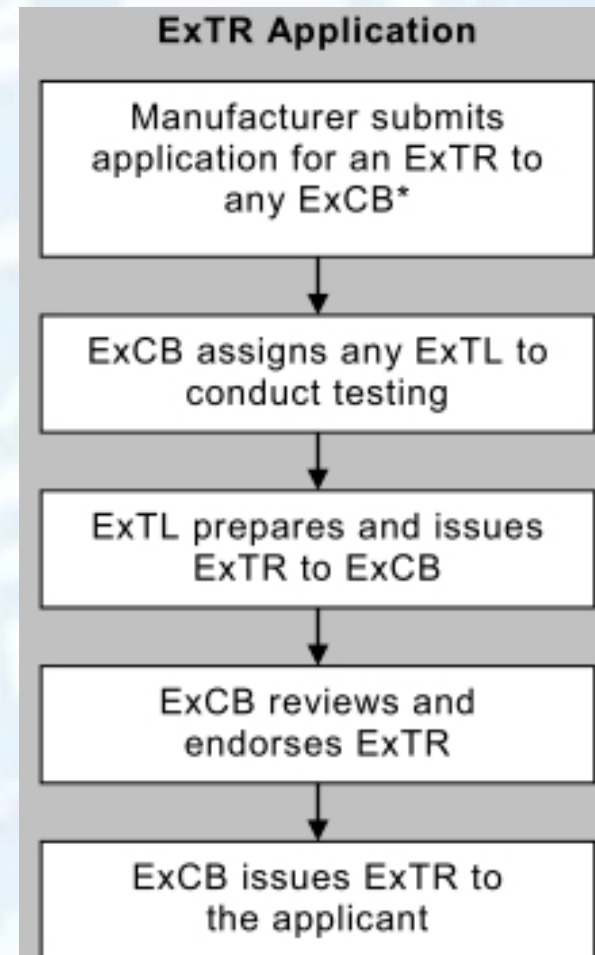 ExTR Application
Manufacturer submits
application for an ExTR to
any ExCB*
ExCB assigns any ExTL to
conduct testing
ExTL prepares and issues
ExTR to ExCB
ExCB reviews and
endorses ExTR
ExCB issues ExTR to
the applicant